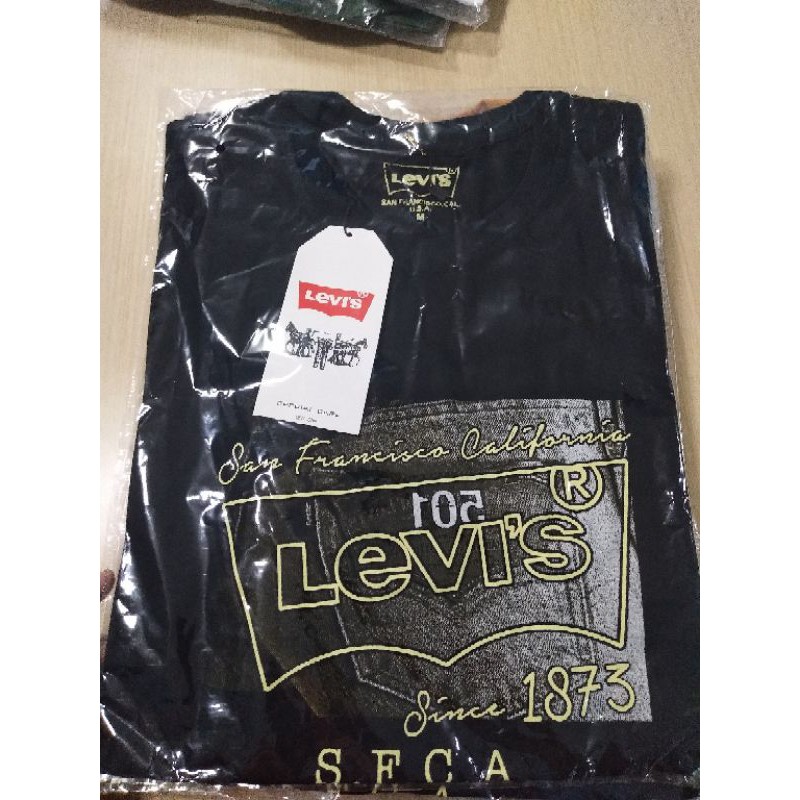 Levi's®
SAN FRANCISCO, CAL.
U.S.A.
M
Levi's®
San Francisco California
®
501
Levi's
Since 1873
SFCA